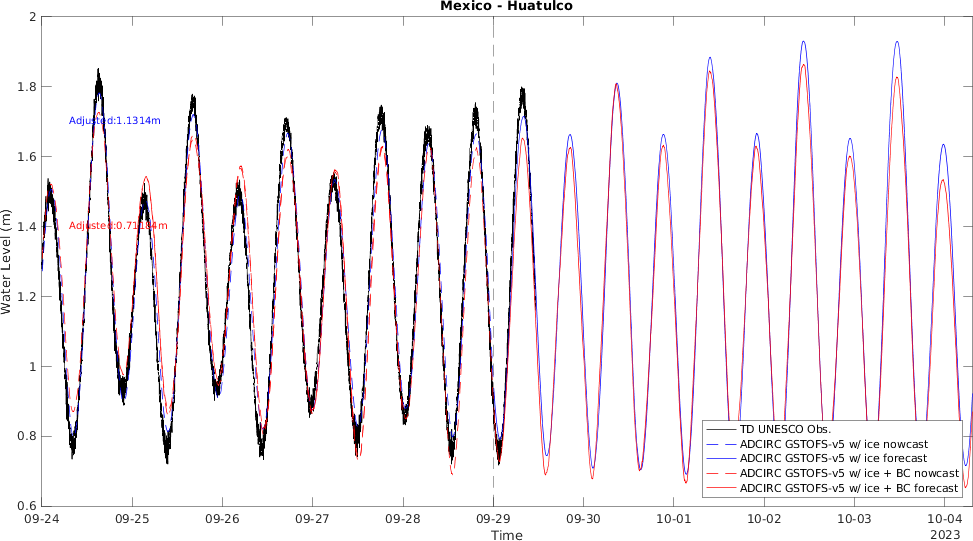 Mexico - Huatulco
2
1.8
1.6
1.4
1.2
1
0.8
0.6
Water Level (m)
Adjusted:1.1314m
Adjusted:0.71184m
TD UNESCO Obs.
ADCIRC GSTOFS-v5 w/ ice nowcast
ADCIRC GSTOFS-v5 w/ ice forecast
ADCIRC GSTOFS-v5 w/ ice + BC nowcast
ADCIRC GSTOFS-v5 w/ ice + BC forecast
09-24 09-25 09-26 09-27 09-28 09-29 09-30 10-01 10-02 10-03 10-04
Time
2023